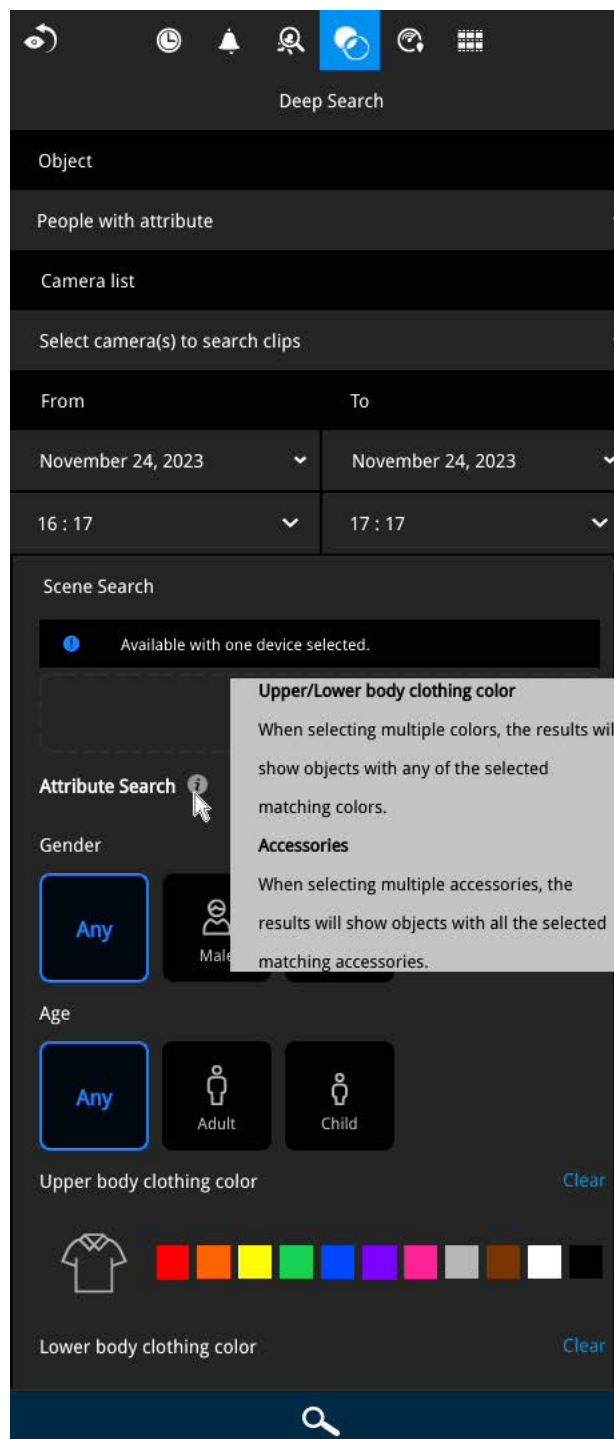 Deep Search
Object
People with attribute
Camera list
Select camera(s) to search clips
From To
November 24, 2023 November 24, 2023
16 : 17 17 : 17
Scene Search
Available with one device selected.
Upper/Lower body clothing color
When selecting multiple colors, the results wil
show objects with any of the selected
matching colors.
Attribute Search
Accessories
When selecting multiple accessories, the
results will show objects with all the selected
matching accessories.
Gender
Any
Male
Age
Any Adult Child
Upper body clothing color Clear
Lower body clothing color Clear